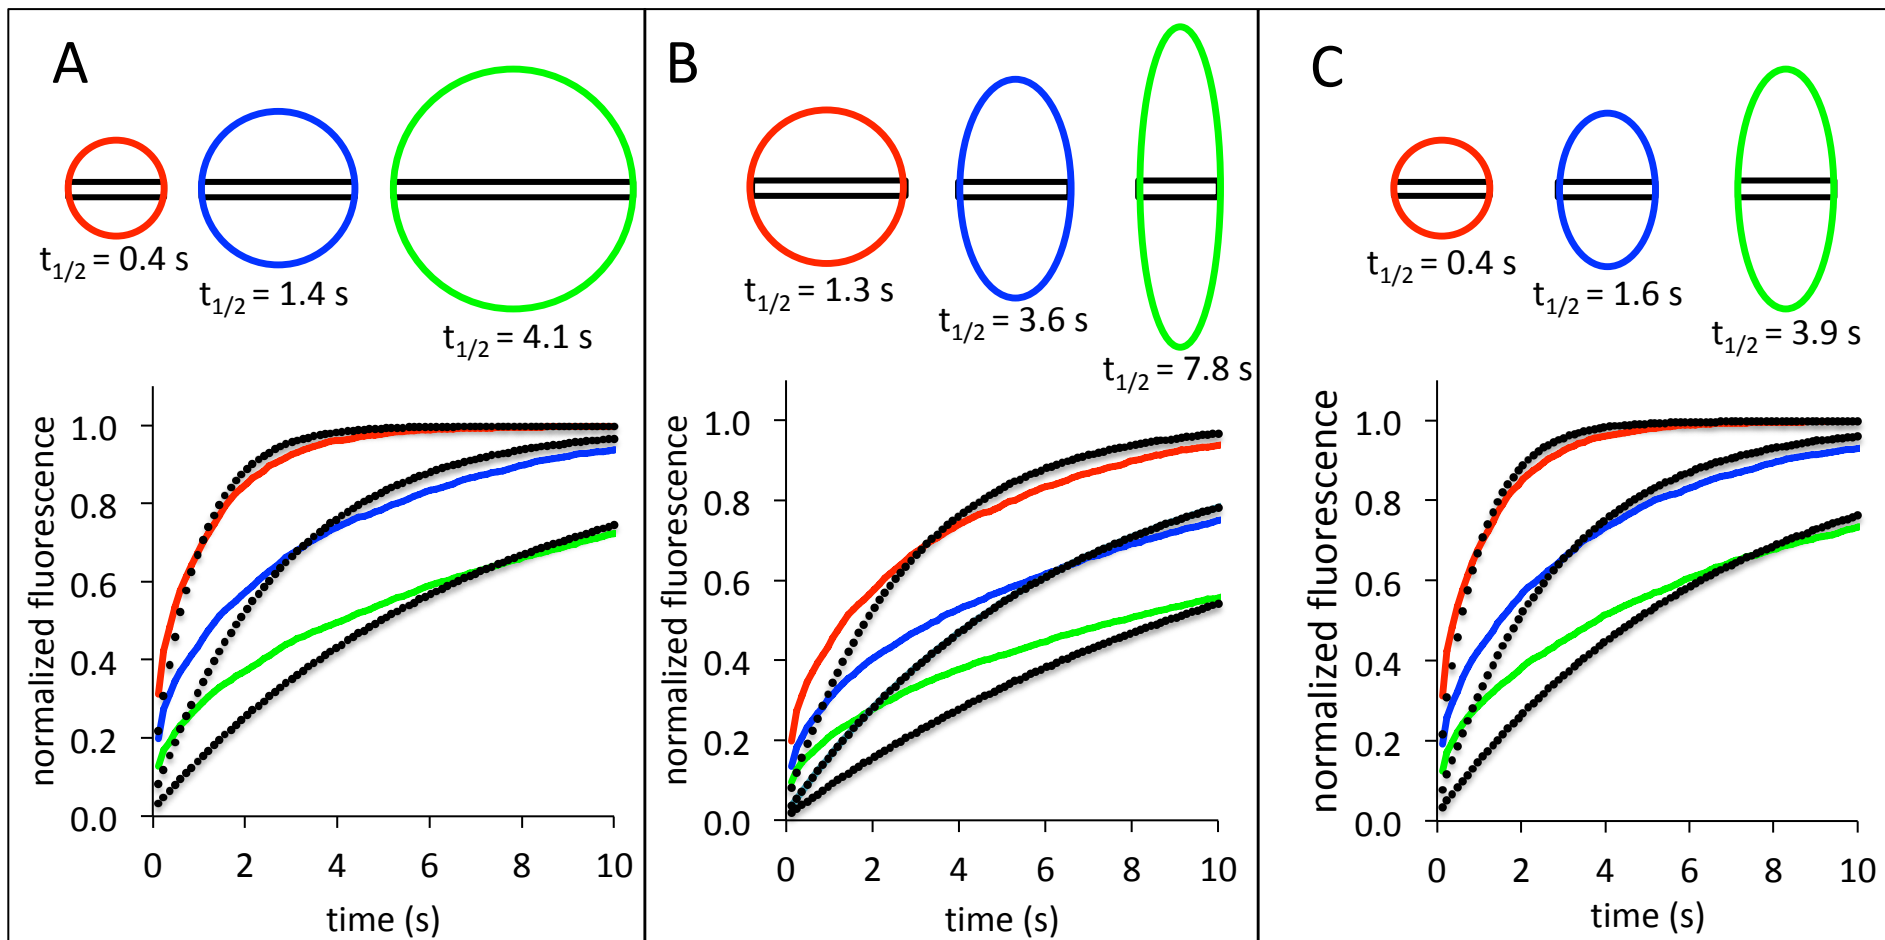 A
t1/2 = 0.4 s
t1/2 = 1.4 s
t1/2 = 4.1 s
normalized fluorescence
1.0
0.8
0.6
0.4
0.2
0.0
0 2 4 6 8 10
time (s)
B
t1/2 = 1.3 s
t1/2 = 3.6 s
t1/2 = 7.8 s
normalized fluorescence
1.0
0.8
0.6
0.4
0.2
0.0
0 2 4 6 8 10
time (s)
C
t1/2 = 0.4 s
t1/2 = 1.6 s
t1/2 = 3.9 s
normalized fluorescence
1.0
0.8
0.6
0.4
0.2
0.0
0 2 4 6 8 10
time (s)